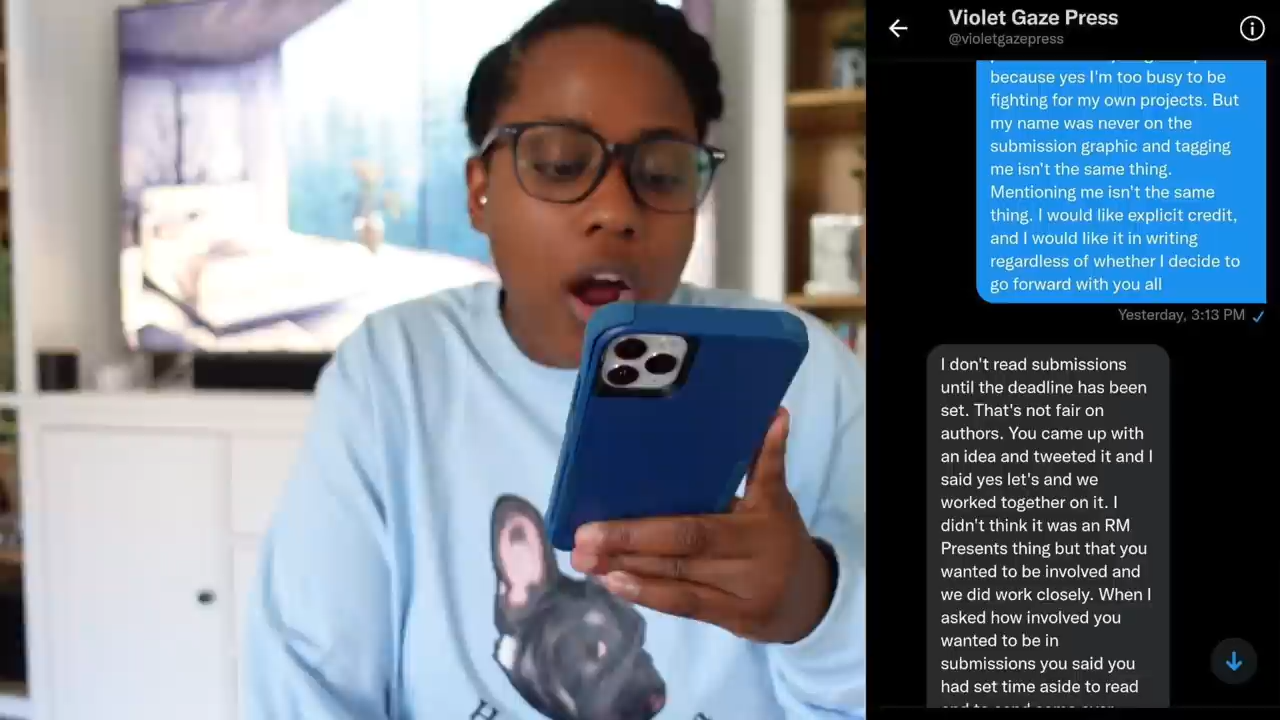 Violet Gaze Press
@violetgazepress
because yes I'm too busy to be
fighting for my own projects. But
my name was never on the
submission graphic and tagging
me isn't the same thing.
Mentioning me isn't the same
thing. I would like explicit credit,
and I would like it in writing
regardless of whether I decide to
go forward with you all
Yesterday, 3:13 PM
I don't read submissions
until the deadline has been
set. That's not fair on
authors. You came up with
an idea and tweeted it and I
said yes let's and we
worked together on it. I
didn't think it was an RM
Presents thing but that you
wanted to be involved and
we did work closely. When I
asked how involved you
wanted to be in
submissions you said you
had set time aside to read